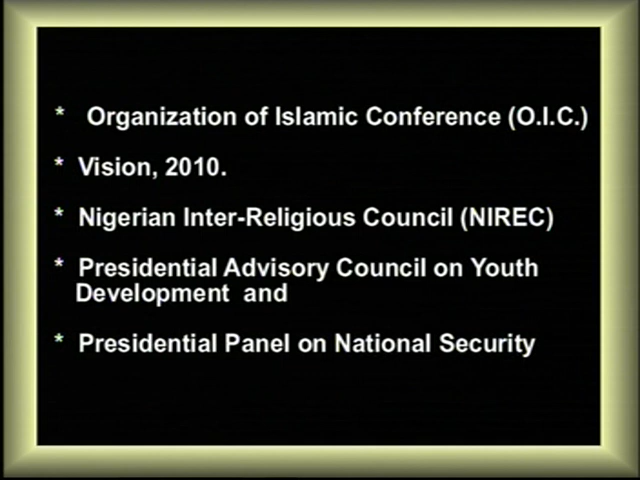 * Organization of Islamic Conference (O.I.C.)
* Vision, 2010.
* Nigerian Inter-Religious Council (NIREC)
* Presidential Advisory Council on Youth
Development and
* Presidential Panel on National Security